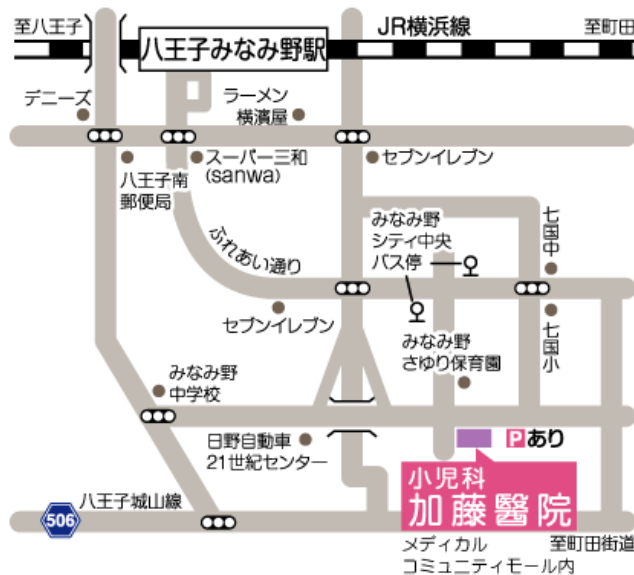 至八王子
八王子みなみ野駅
JR横浜線
至町田
デニーズ
ラーメン
横濱屋
スーパー三和
(sanwa)
セブンイレブン
八王子南
郵便局
みなみ野
シティ中央
バス停
七国中
ふれあい通り
セブンイレブン
みなみ野
さゆり保育園
七国小
みなみ野
中学校
日野自動車
21世紀センター
P あり
小児科
加藤醫院
八王子城山線
506
メディカル
コミュニティモール内
至町田街道